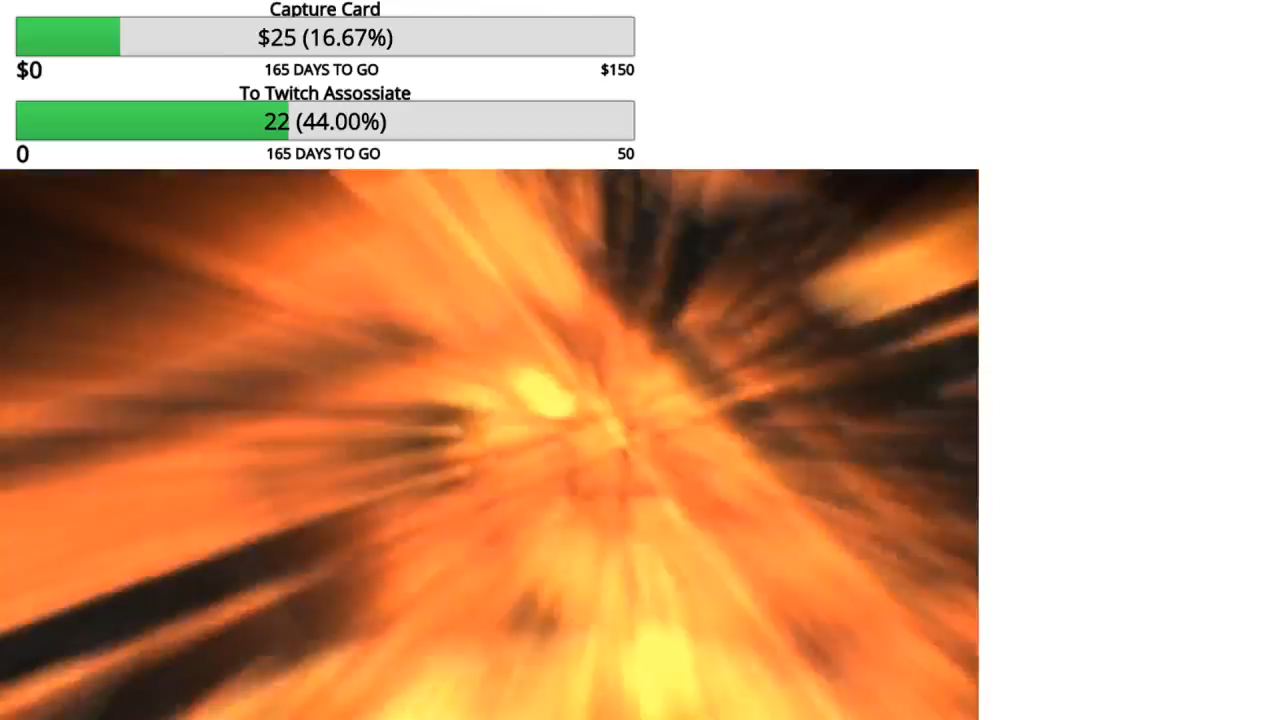 Capture Card
$25 (16.67%)
$0 165 DAYS TO GO $150
To Twitch Assossiate
22 (44.00%)
0 165 DAYS TO GO 50